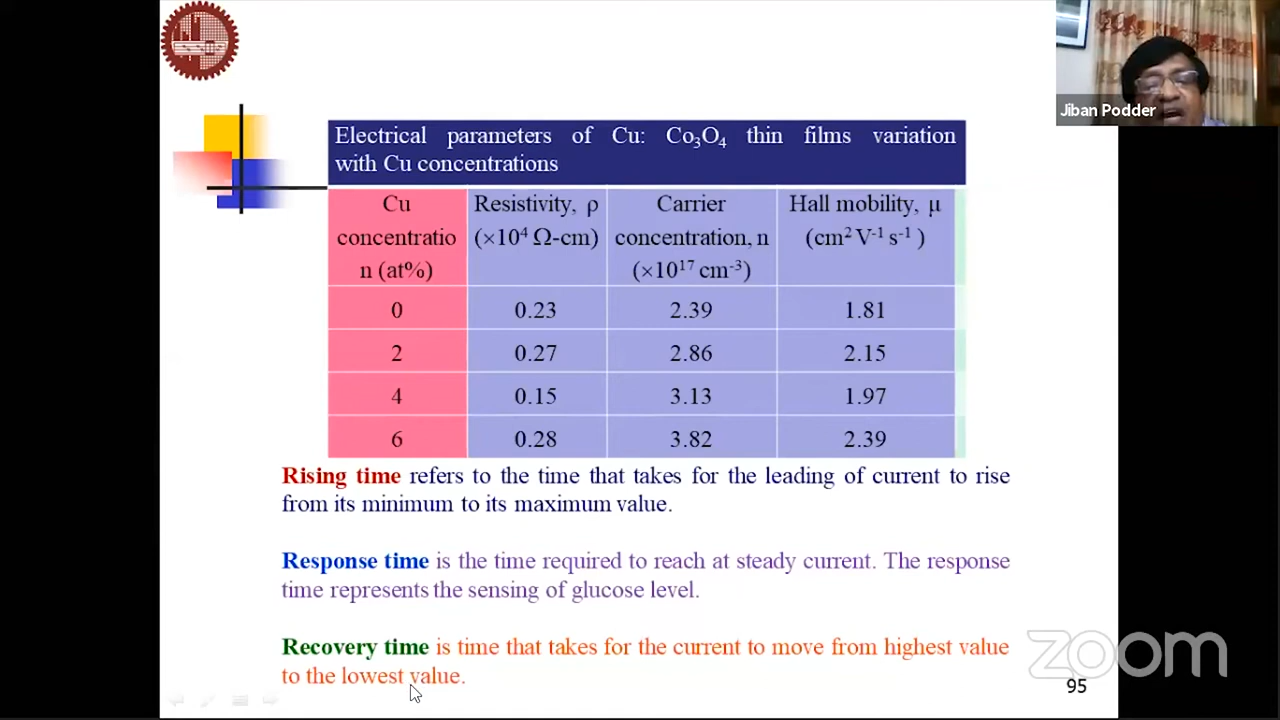 Jiban Podder
Electrical parameters of Cu: Co₃O₄ thin films variation
with Cu concentrations
Cu
concentratio
n (at%)
Resistivity, ρ
(×10⁴ Ω-cm)
Carrier
concentration, n
(×10¹⁷ cm⁻³)
Hall mobility, μ
(cm² V⁻¹ s⁻¹ )
0 0.23 2.39 1.81
2 0.27 2.86 2.15
4 0.15 3.13 1.97
6 0.28 3.82 2.39
Rising time refers to the time that takes for the leading of current to rise
from its minimum to its maximum value.
Response time is the time required to reach at steady current. The response
time represents the sensing of glucose level.
Recovery time is time that takes for the current to move from highest value
to the lowest value.
zoom
95